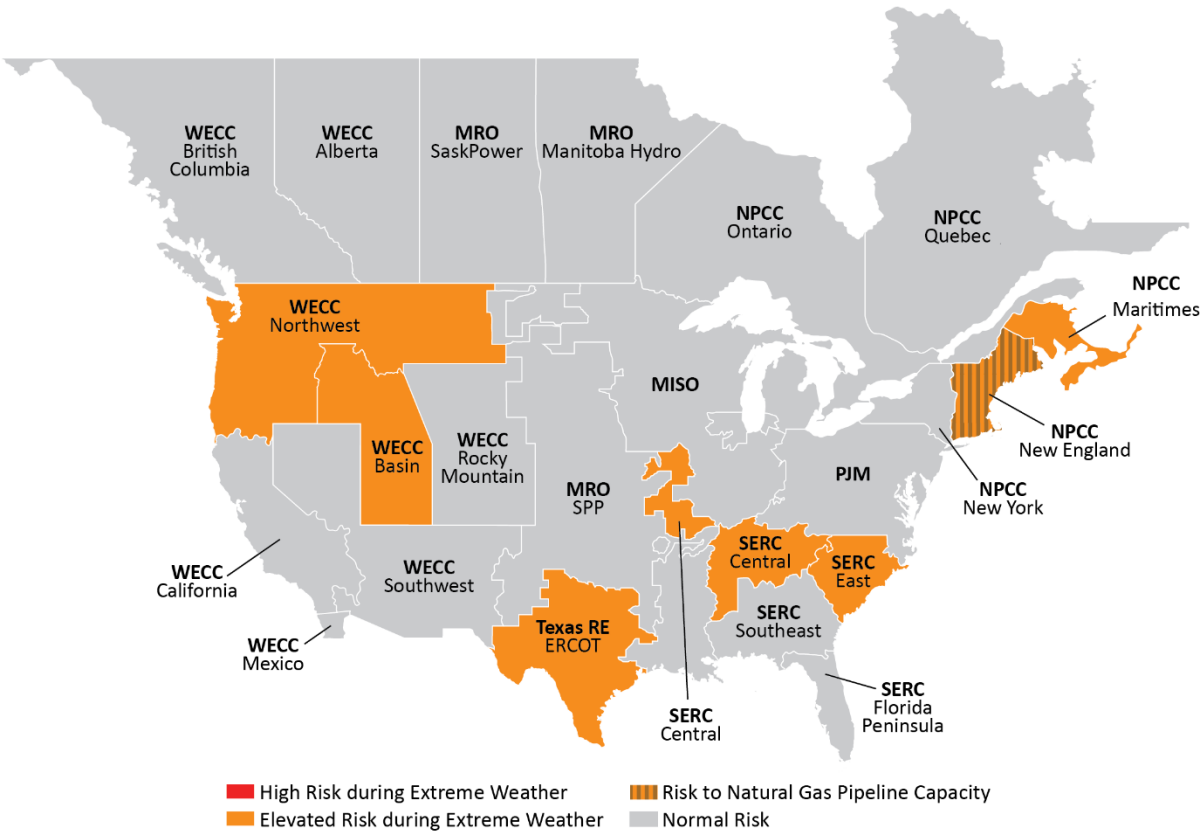 WECC
British
Columbia
WECC
Alberta
MRO
SaskPower
MRO
Manitoba Hydro
NPCC
Ontario
NPCC
Quebec
NPCC
Maritimes
WECC
Northwest
MISO
WECC
Basin
WECC
Rocky
Mountain
NPCC
New England
PJM
MRO
SPP
NPCC
New York
SERC
Central
SERC
East
WECC
California
WECC
Southwest
SERC
Southeast
Texas RE
ERCOT
WECC
Mexico
SERC
Florida
Peninsula
SERC
Central
High Risk during Extreme Weather
Risk to Natural Gas Pipeline Capacity
Elevated Risk during Extreme Weather
Normal Risk